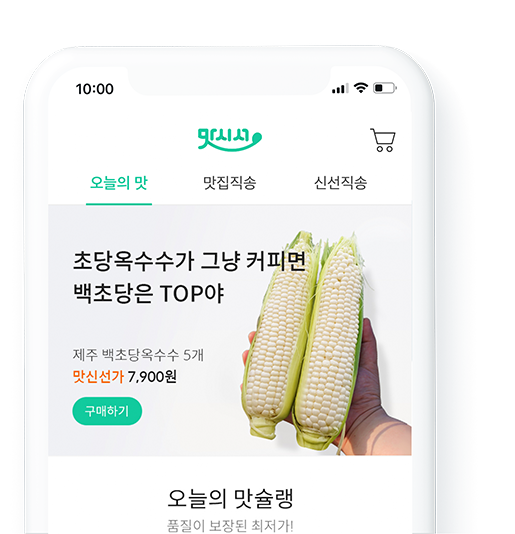 10:00
맛시서
오늘의 맛 맛집직송 신선직송
초당옥수수가 그냥 커피면
백초당은 TOP야
제주 백초당옥수수 5개
맛신선가 7,900원
구매하기
오늘의 맛슐랭
품질이 보장된 최저가!